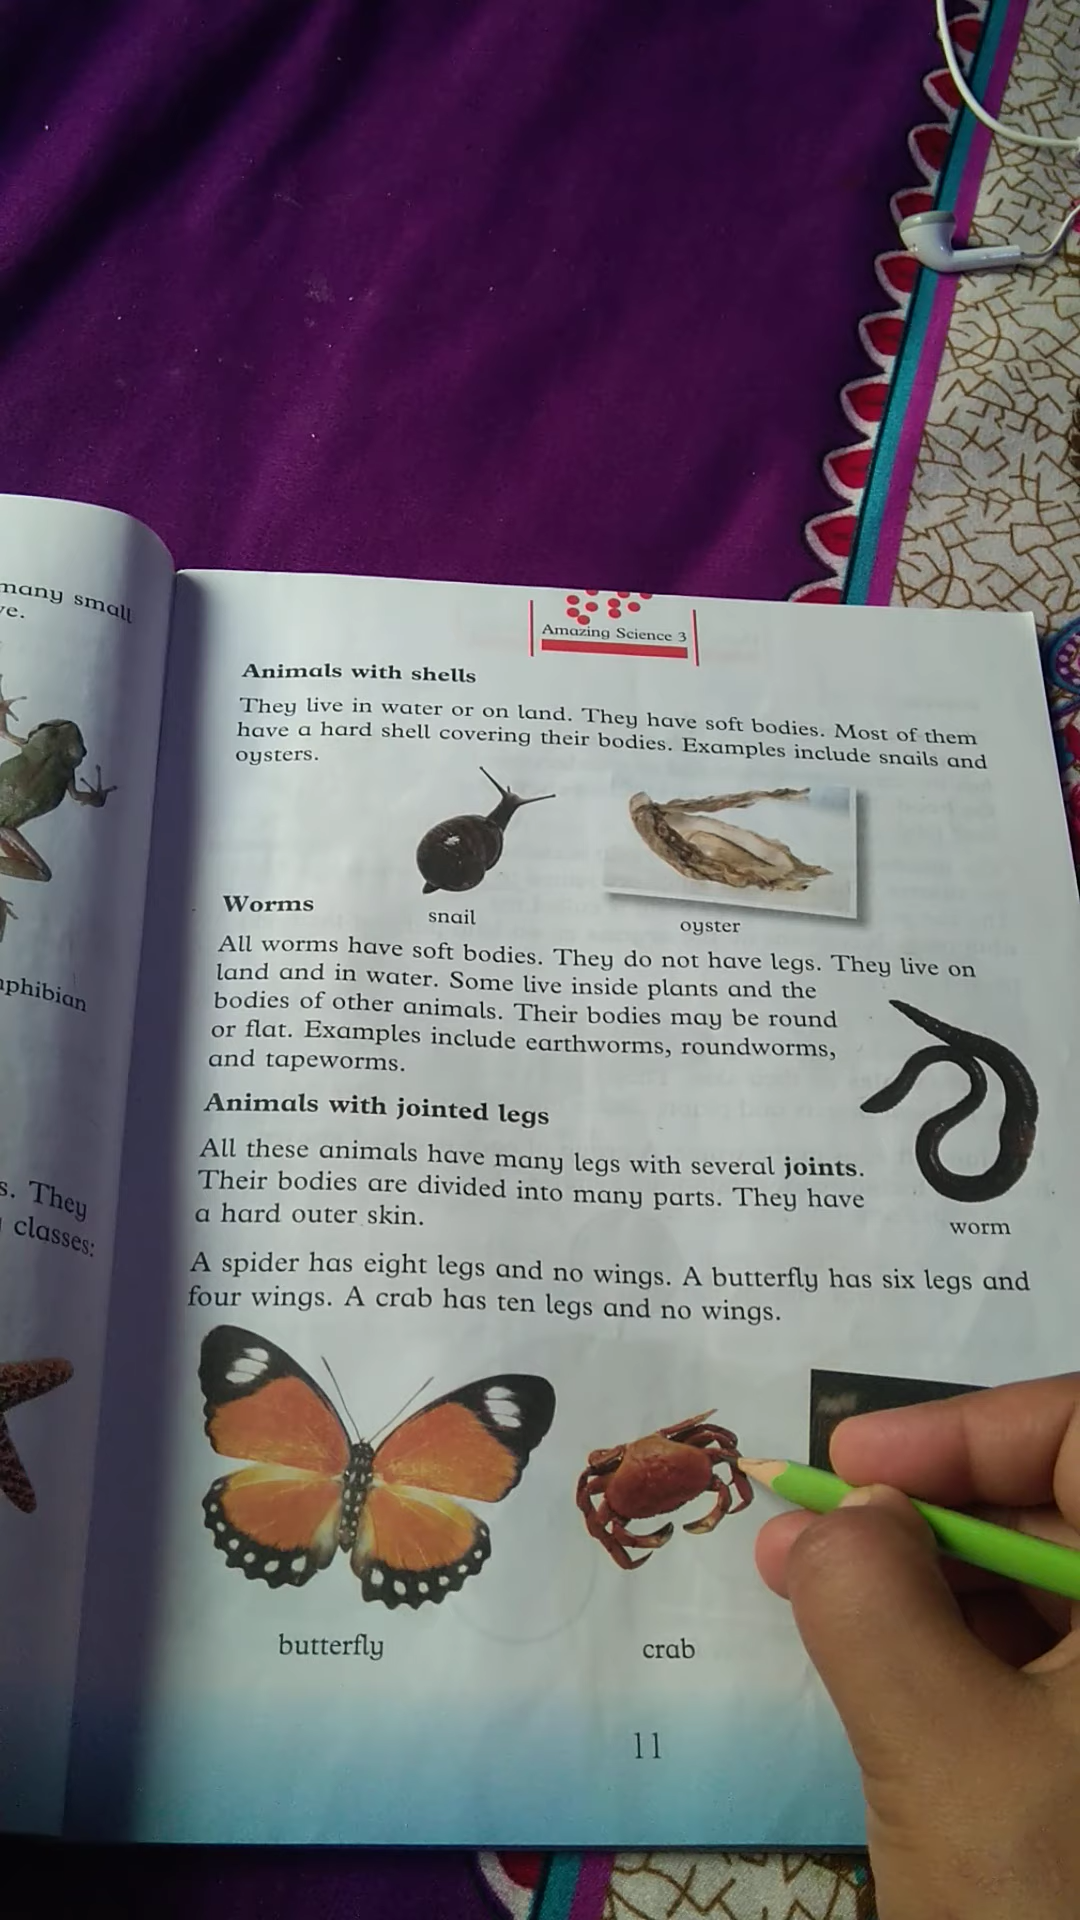 many small
phibian
s. They
classes:
Amazing Science 3
Animals with shells
They live in water or on land. They have soft bodies. Most of them
have a hard shell covering their bodies. Examples include snails and
oysters.
snail
oyster
Worms
All worms have soft bodies. They do not have legs. They live on
land and in water. Some live inside plants and the
bodies of other animals. Their bodies may be round
or flat. Examples include earthworms, roundworms,
and tapeworms.
worm
Animals with jointed legs
All these animals have many legs with several joints.
Their bodies are divided into many parts. They have
a hard outer skin.
A spider has eight legs and no wings. A butterfly has six legs and
four wings. A crab has ten legs and no wings.
butterfly
crab
11